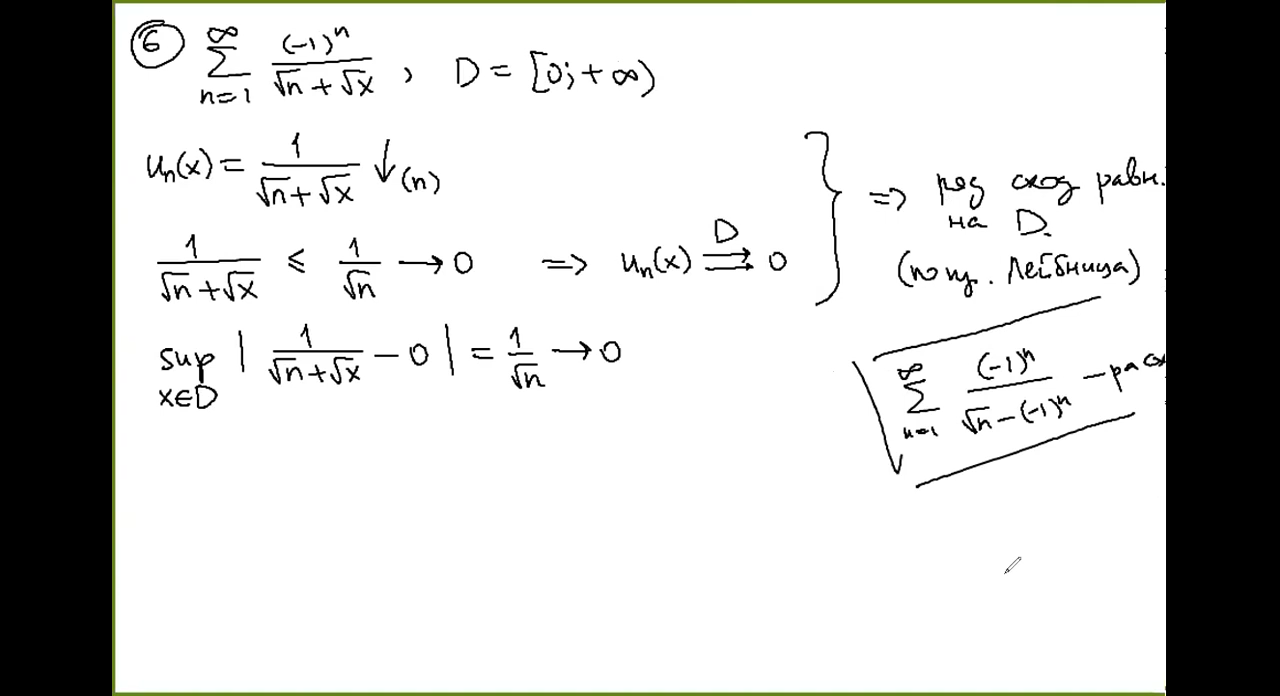 ⑥ ∑_{n=1}^{∞} (-1)^n / (√n + √x) , D = [0; +∞)
u_n(x) = 1 / (√n + √x) ↓(n)
1 / (√n + √x) ≤ 1 / √n → 0 => u_n(x) ⇉^D 0
sup_{x∈D} | 1 / (√n + √x) - 0 | = 1 / √n → 0
} => ряд сход равн.
на D.
(по пр. Лейбница)
∑_{n=1}^{∞} (-1)^n / (√n - (-1)^n) - расх